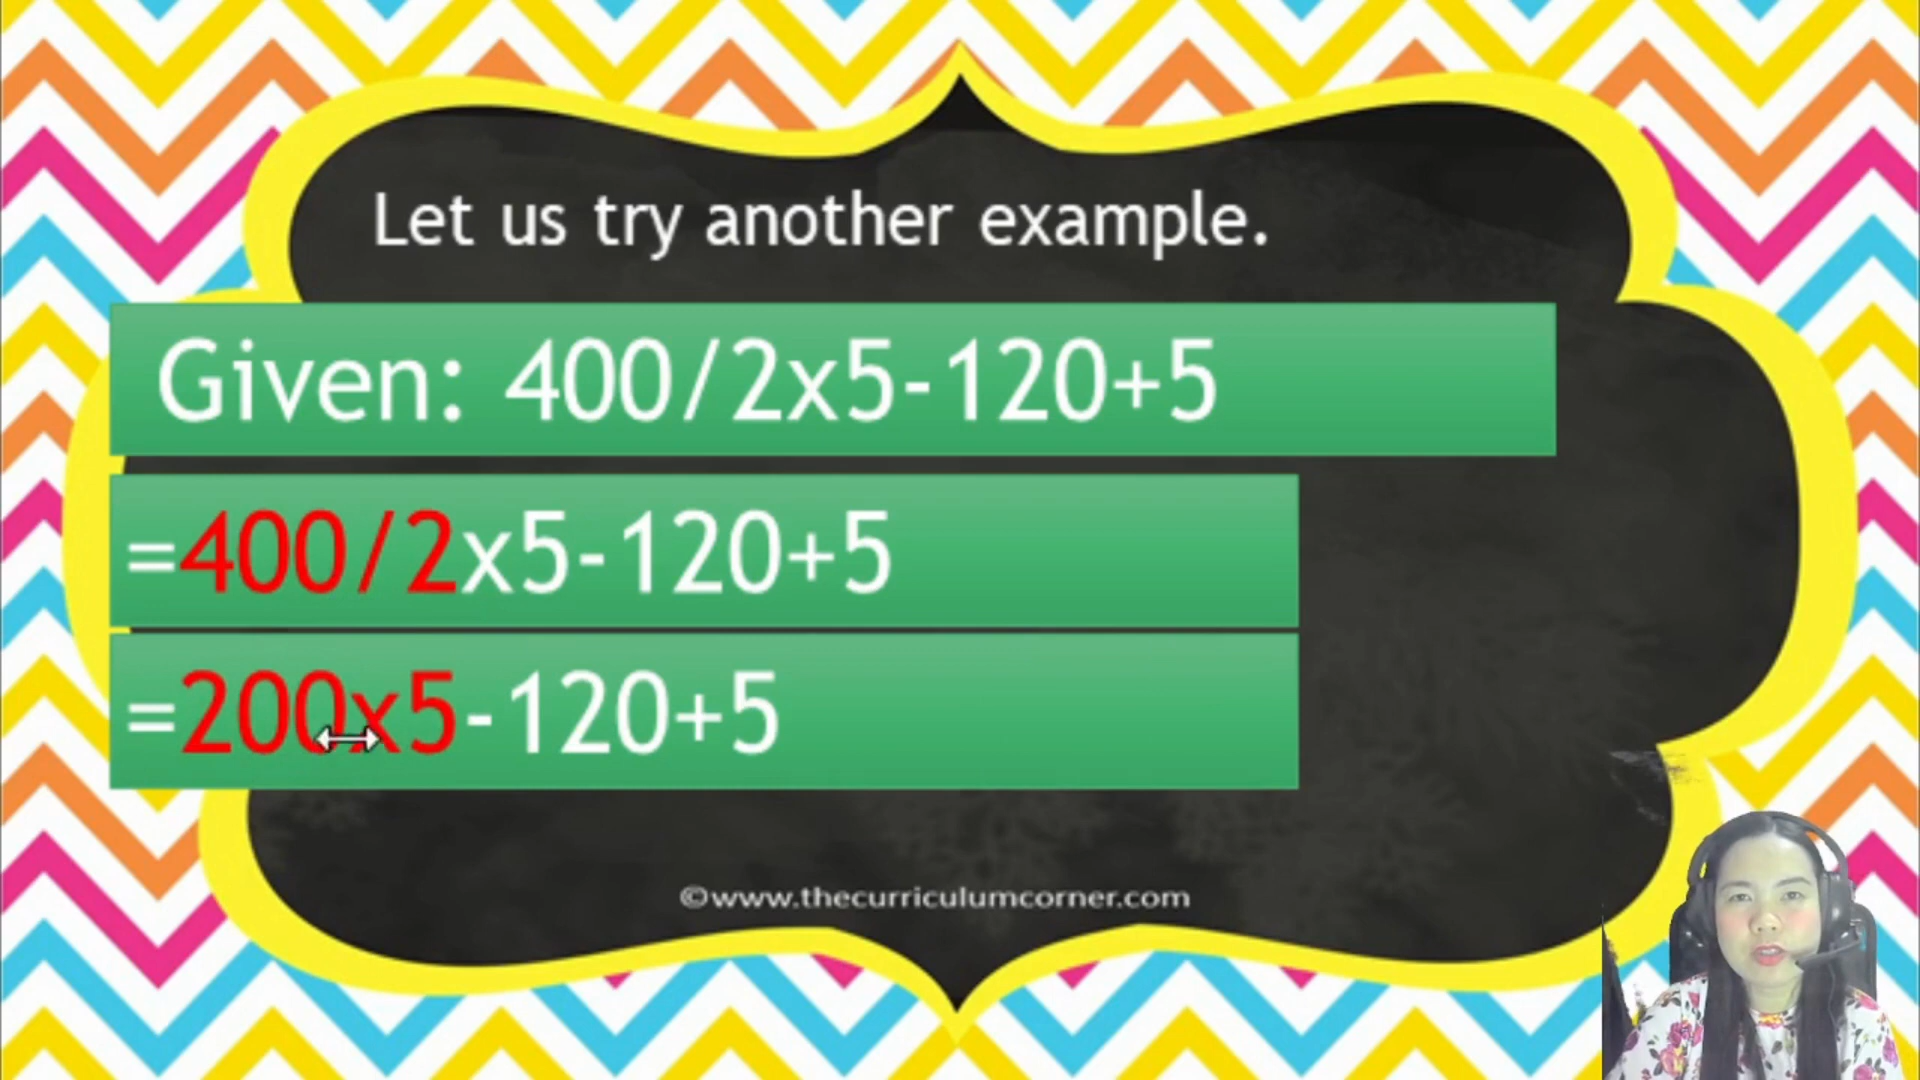 Let us try another example.
Given: 400/2x5-120+5
=400/2x5-120+5
=200x5-120+5
©www.thecurriculumcorner.com